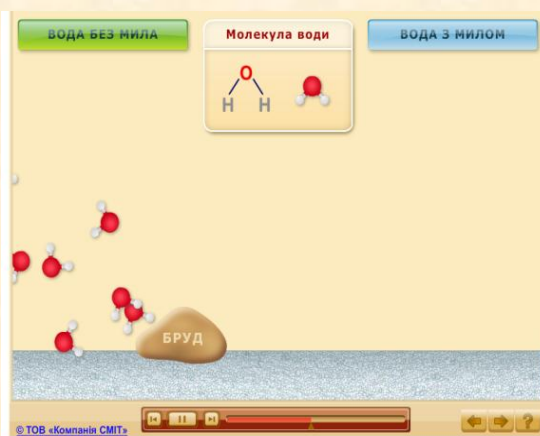 ВОДА БЕЗ МИЛА
Молекула води
ВОДА З МИЛОМ
O
H H
БРУД
© ТОВ «Компанія СМІТ»
?